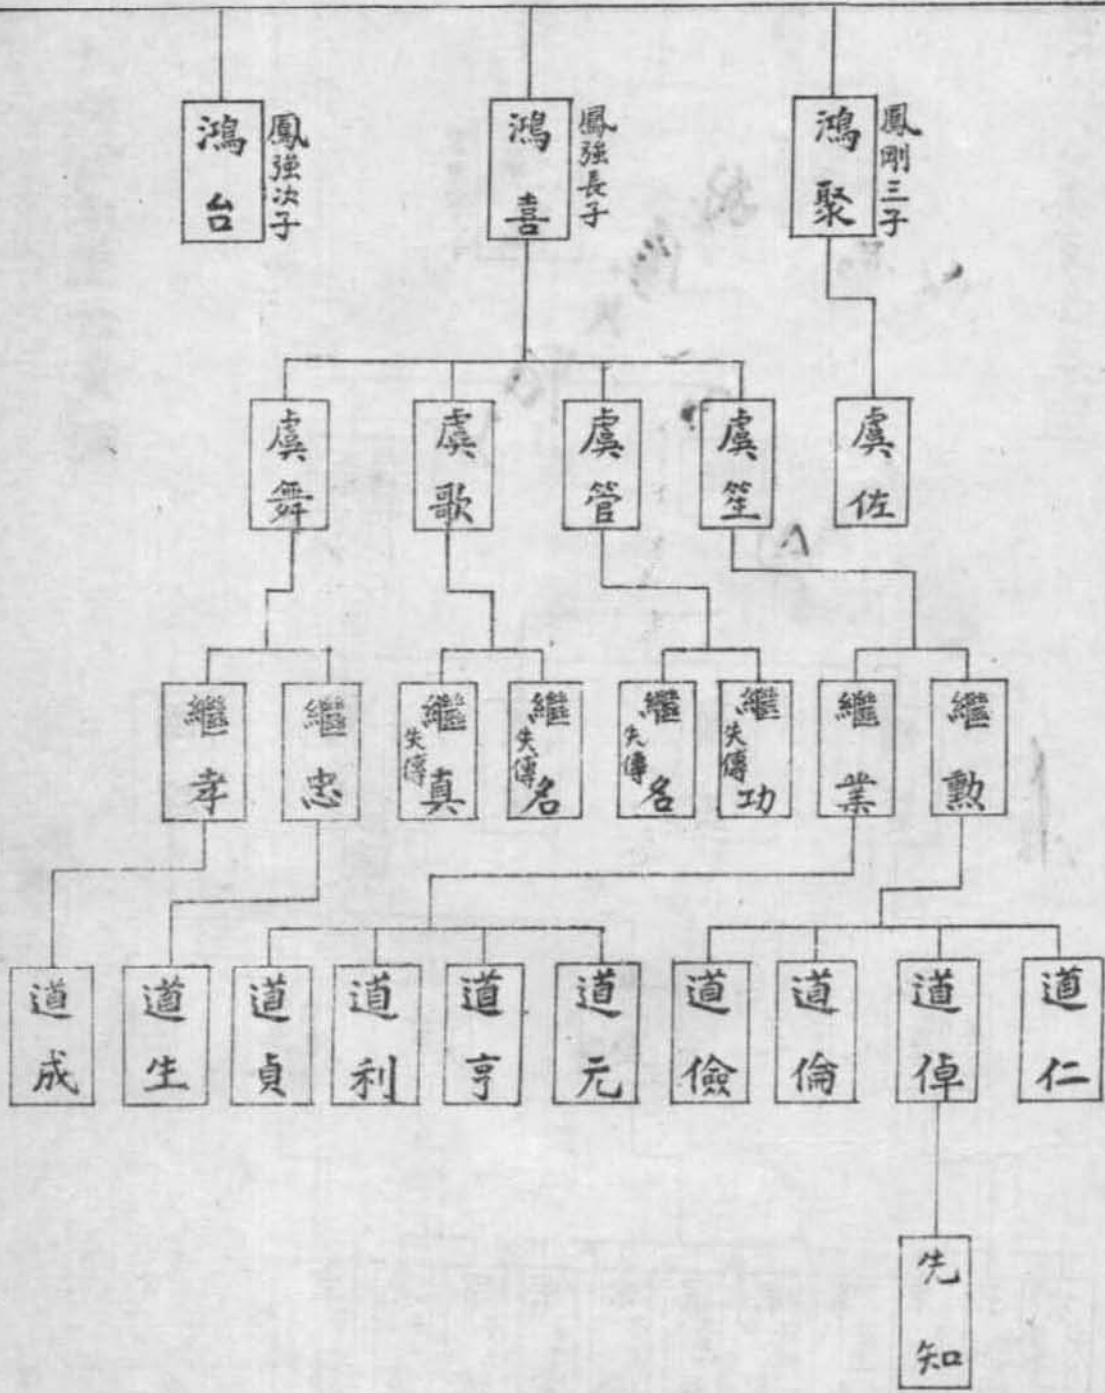 鳳剛三子
鴻聚
鳳強長子
鴻喜
鳳強次子
鴻台
虞佐
虞笙
虞管
虞歌
虞舞
繼勲
繼業
繼功
失傳
繼名
失傳
繼名
失傳
繼真
失傳
繼忠
繼孝
道仁
道倬
道倫
道儉
道元
道亨
道利
道貞
道生
道成
先知